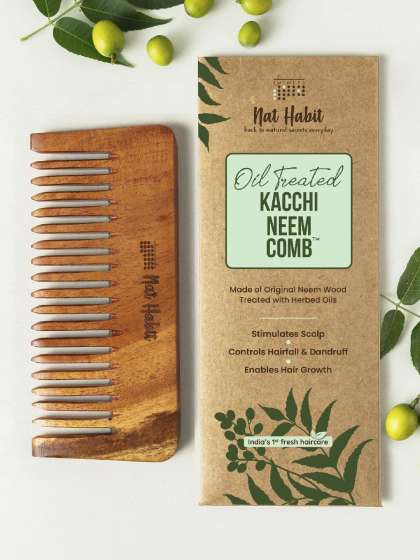 Nat Habit
Nat Habit
back to natural secrets everyday
Oil Treated
KACCHI
NEEM
COMB™
Made of Original Neem Wood
Treated with Herbed Oils
Stimulates Scalp
Controls Hairfall & Dandruff
Enables Hair Growth
India's 1st fresh haircare